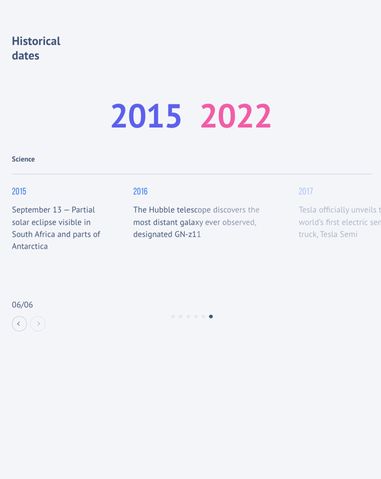 Historical
dates
2015 2022
Science
2015
September 13 — Partial
solar eclipse visible in
South Africa and parts of
Antarctica
2016
The Hubble telescope discovers the
most distant galaxy ever observed,
designated GN-z11
2017
Tesla officially unveils
world's first electric
truck, Tesla Semi
06/06